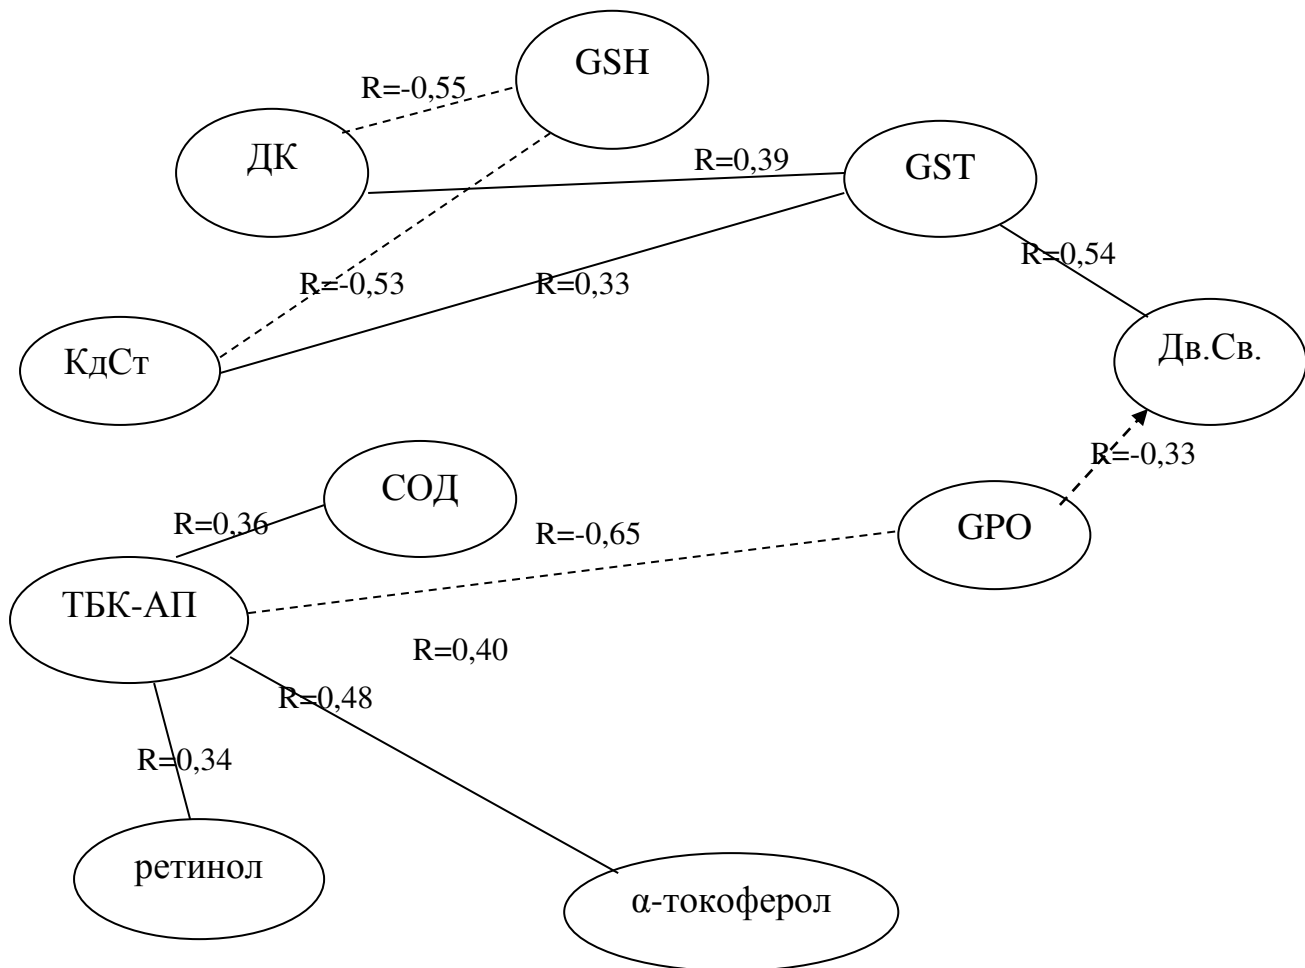 GSH
R=-0,55
ДК
R=0,39
GST
R=0,54
R=-0,53
R=0,33
КдСт
Дв.Св.
R=-0,33
СОД
R=0,36
R=-0,65
GPO
ТБК-АП
R=0,40
R=0,48
R=0,34
ретинол
α-токоферол